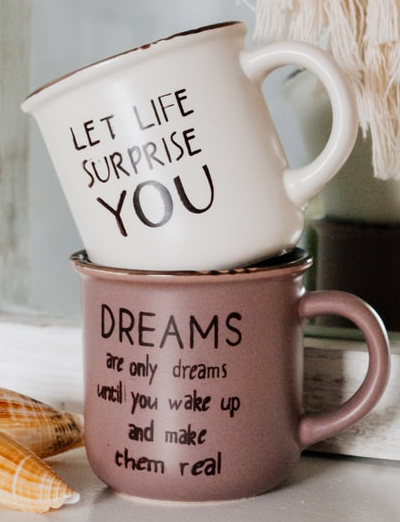 LET LIFE
SURPRISE
YOU
DREAMS
are only dreams
until you wake up
and make
them real